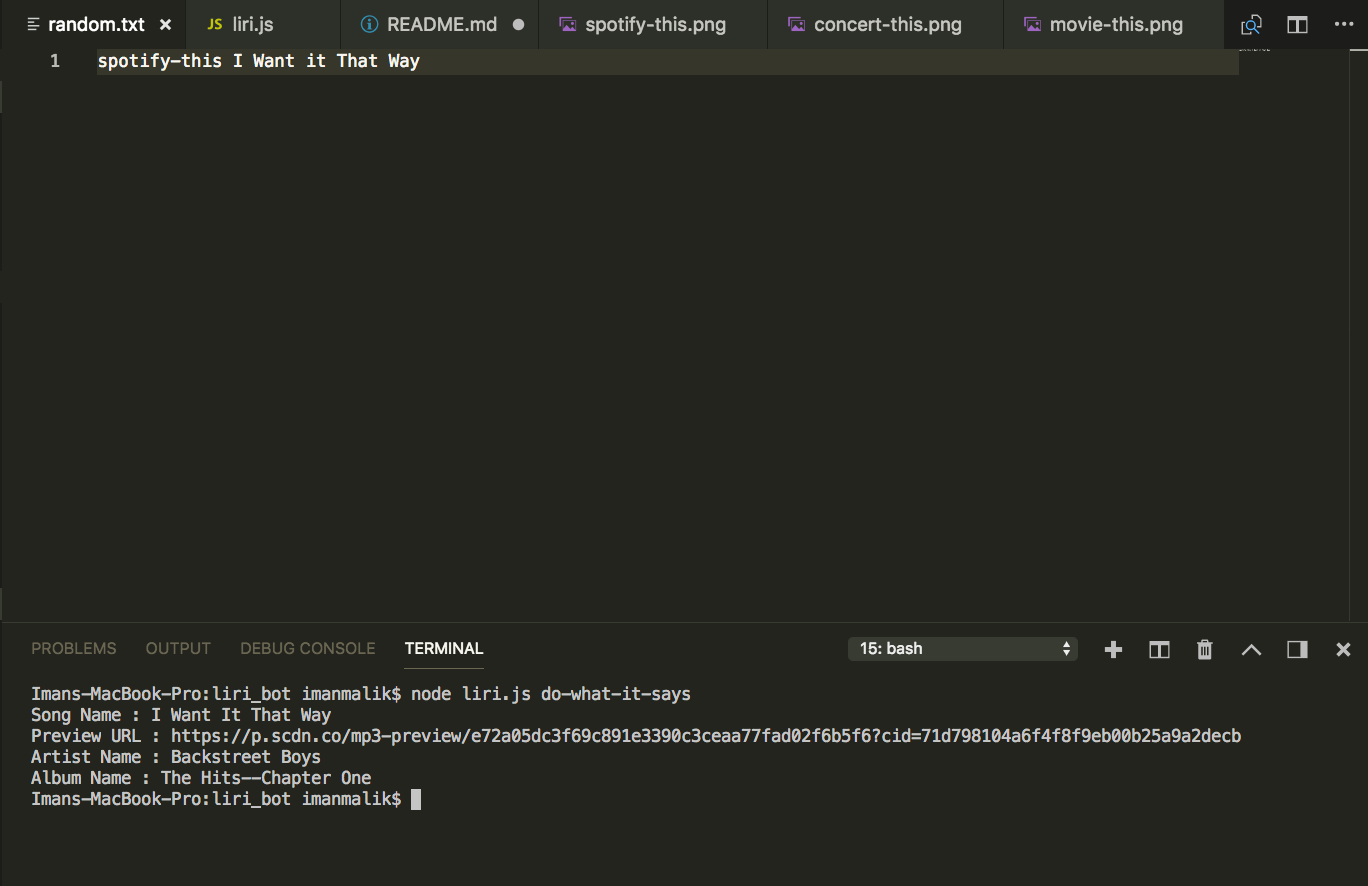 random.txt × JS liri.js README.md spotify-this.png concert-this.png movie-this.png
1 spotify-this I Want it That Way
PROBLEMS OUTPUT DEBUG CONSOLE TERMINAL 15: bash
Imans-MacBook-Pro:liri_bot imanmalik$ node liri.js do-what-it-says
Song Name : I Want It That Way
Preview URL : https://p.scdn.co/mp3-preview/e72a05dc3f69c891e3390c3ceaa77fad02f6b5f6?cid=71d798104a6f4f8f9eb00b25a9a2decb
Artist Name : Backstreet Boys
Album Name : The Hits--Chapter One
Imans-MacBook-Pro:liri_bot imanmalik$